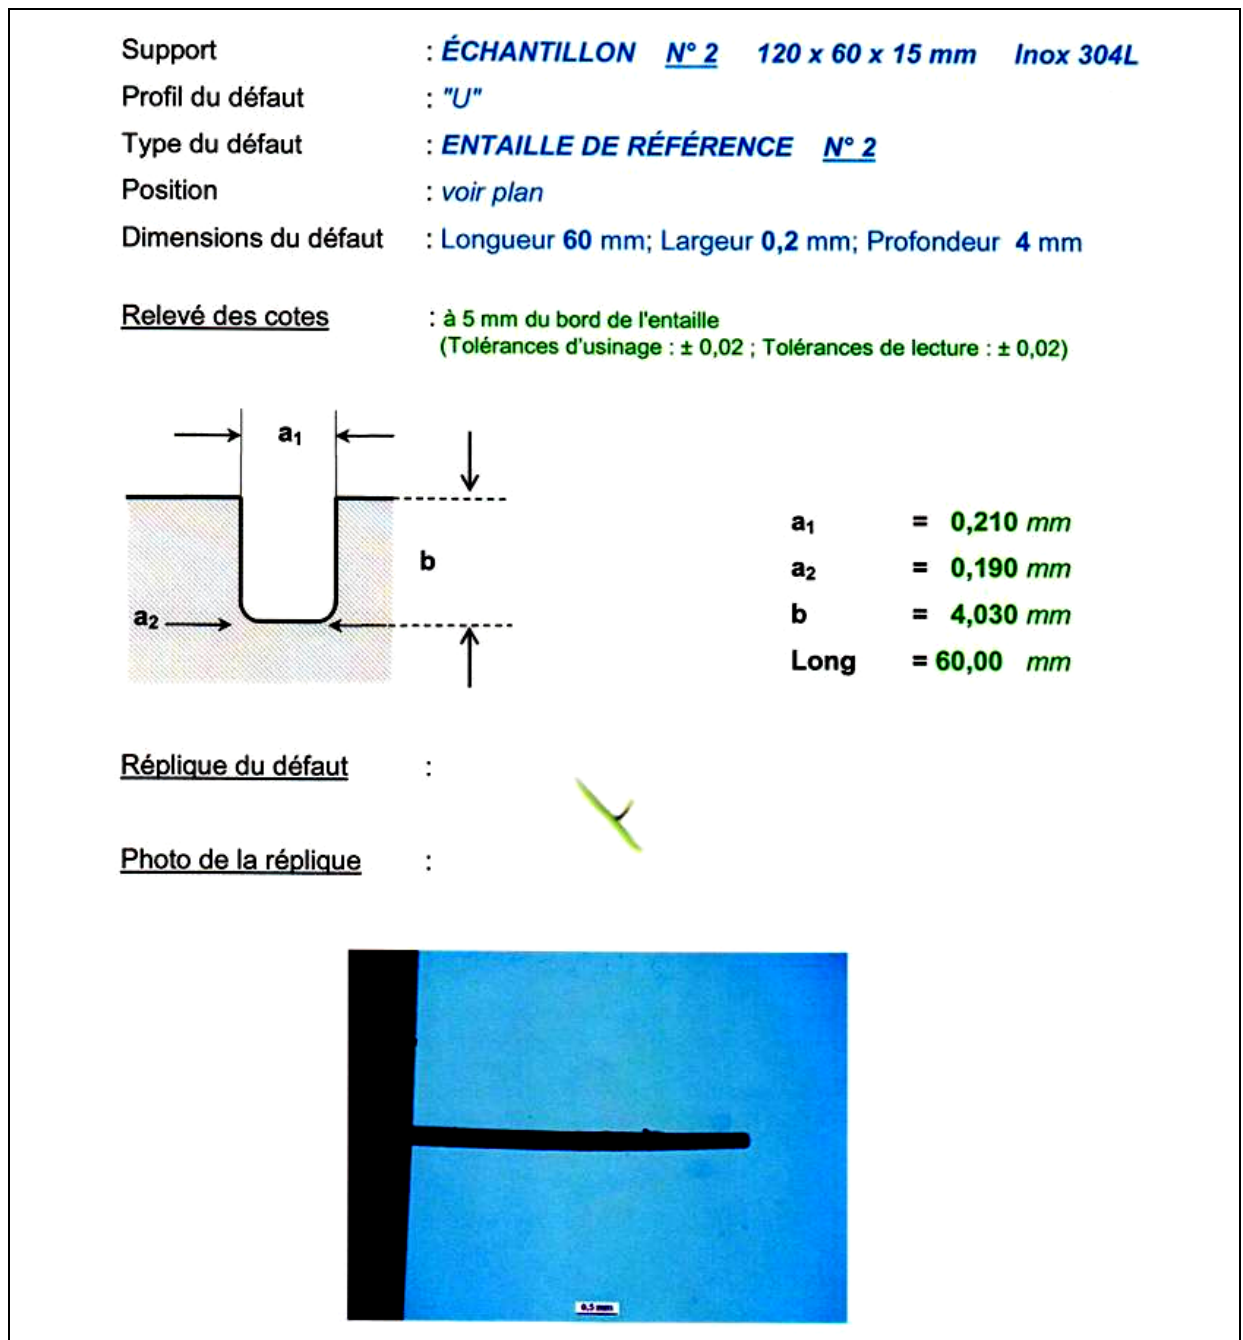 Support : ÉCHANTILLON N° 2 120 x 60 x 15 mm Inox 304L
Profil du défaut : "U"
Type du défaut : ENTAILLE DE RÉFÉRENCE N° 2
Position : voir plan
Dimensions du défaut : Longueur 60 mm; Largeur 0,2 mm; Profondeur 4 mm
Relevé des cotes : à 5 mm du bord de l'entaille
(Tolérances d'usinage : ± 0,02 ; Tolérances de lecture : ± 0,02)
a1
b
a2
a1 = 0,210 mm
a2 = 0,190 mm
b = 4,030 mm
Long = 60,00 mm
Réplique du défaut :
Photo de la réplique :
0.5 mm